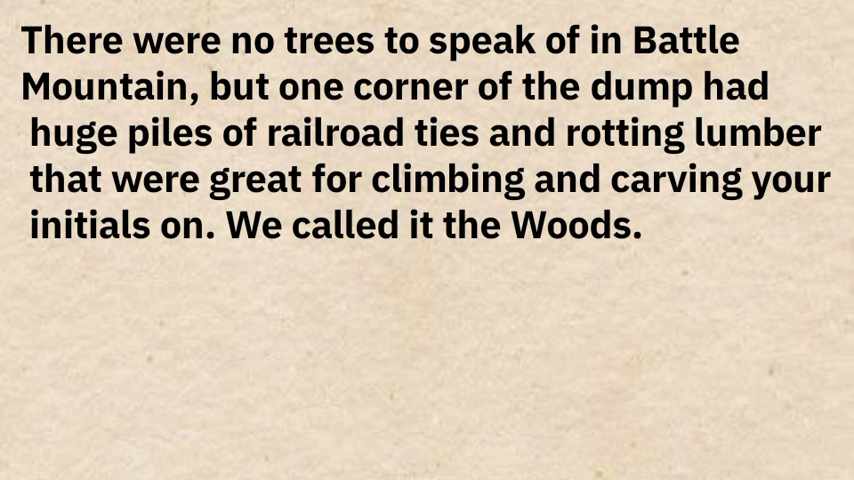 There were no trees to speak of in Battle
Mountain, but one corner of the dump had
huge piles of railroad ties and rotting lumber
that were great for climbing and carving your
initials on. We called it the Woods.